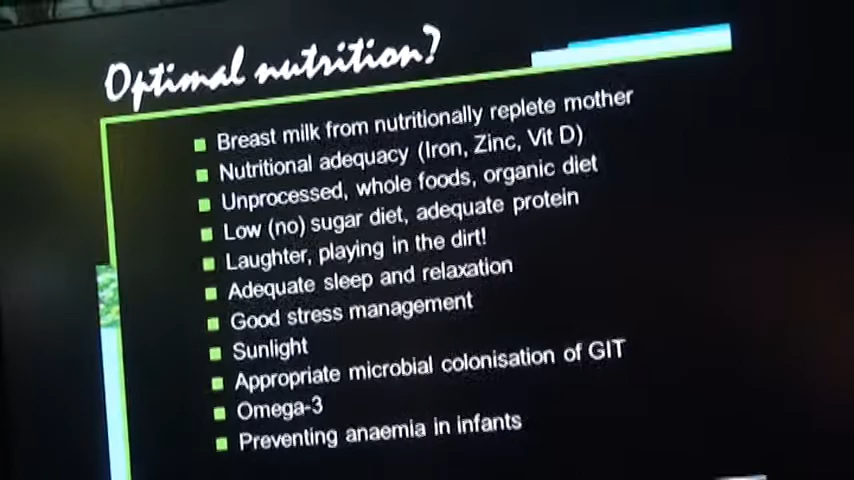 Optimal nutrition?
Breast milk from nutritionally replete mother
Nutritional adequacy (Iron, Zinc, Vit D)
Unprocessed, whole foods, organic diet
Low (no) sugar diet, adequate protein
Laughter, playing in the dirt!
Adequate sleep and relaxation
Good stress management
Sunlight
Appropriate microbial colonisation of GIT
Omega-3
Preventing anaemia in infants